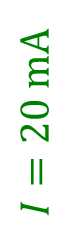 I = 20 mA